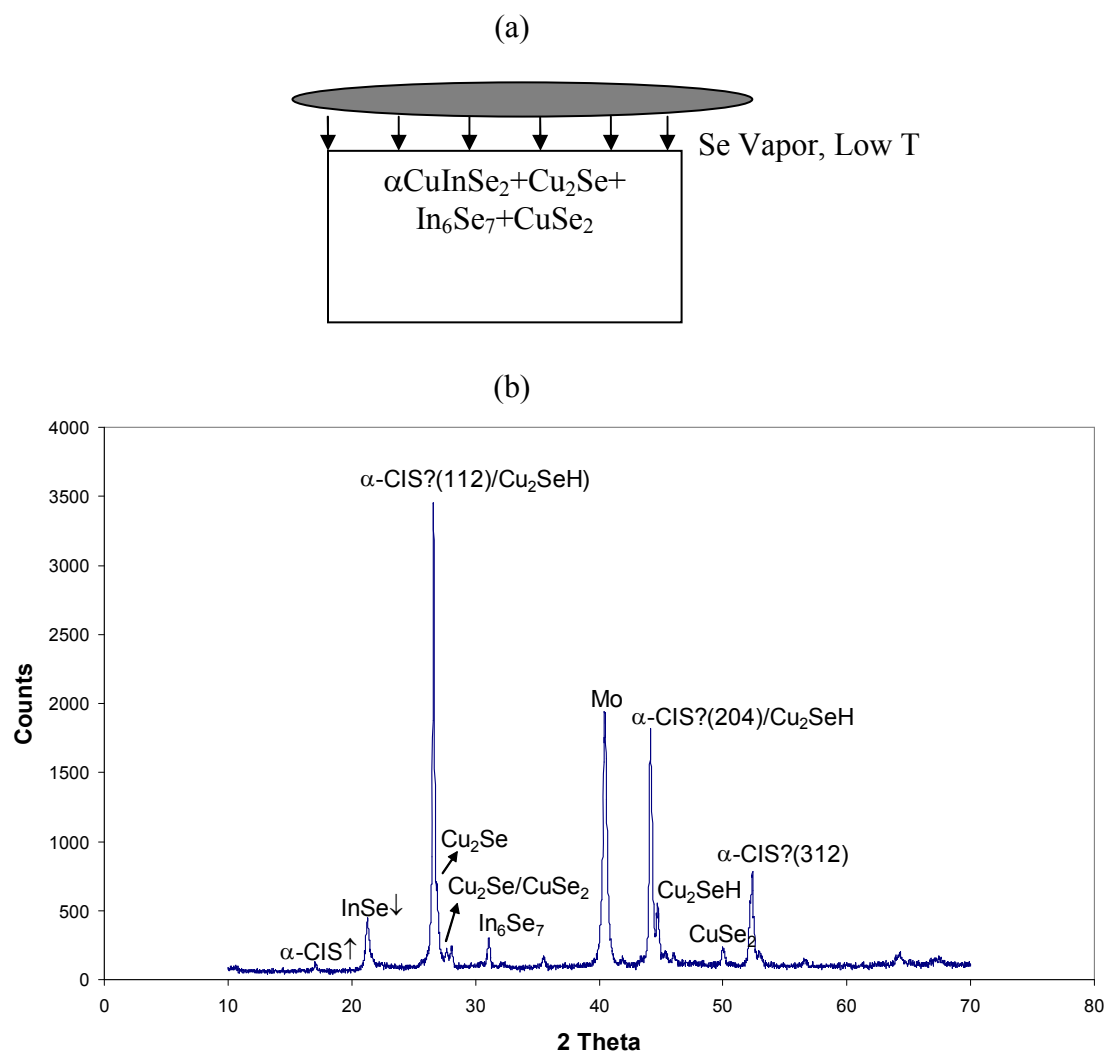 (a)
Se Vapor, Low T
αCuInSe₂+Cu₂Se+
In₆Se₇+CuSe₂
(b)
4000
3500
3000
2500
2000
1500
1000
500
0
Counts
α-CIS?(112)/Cu₂SeH)
Mo
α-CIS?(204)/Cu₂SeH
Cu₂Se
α-CIS?(312)
Cu₂Se/CuSe₂
Cu₂SeH
InSe↓
In₆Se₇
CuSe₂
α-CIS↑
0 10 20 30 40 50 60 70 80
2 Theta